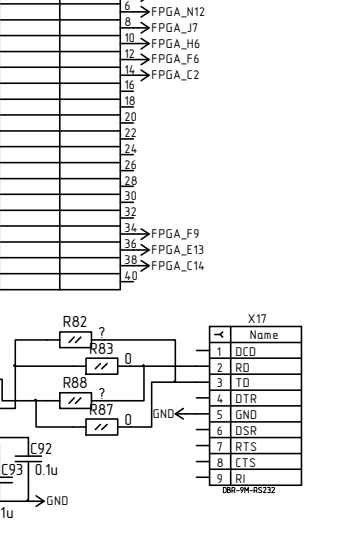 6 FPGA_N12
8 FPGA_J7
10 FPGA_H6
12 FPGA_F6
14 FPGA_C2
16
18
20
22
24
26
28
30
32
34 FPGA_F9
36 FPGA_E13
38 FPGA_C14
40
X17
Name
1 DCD
2 RD
3 TD
4 DTR
5 GND
6 DSR
7 RTS
8 CTS
9 RI
DBR-9M-RS232
GND
R82
?
R83
0
R88
?
R87
0
C92
0.1u
C93
GND
1u